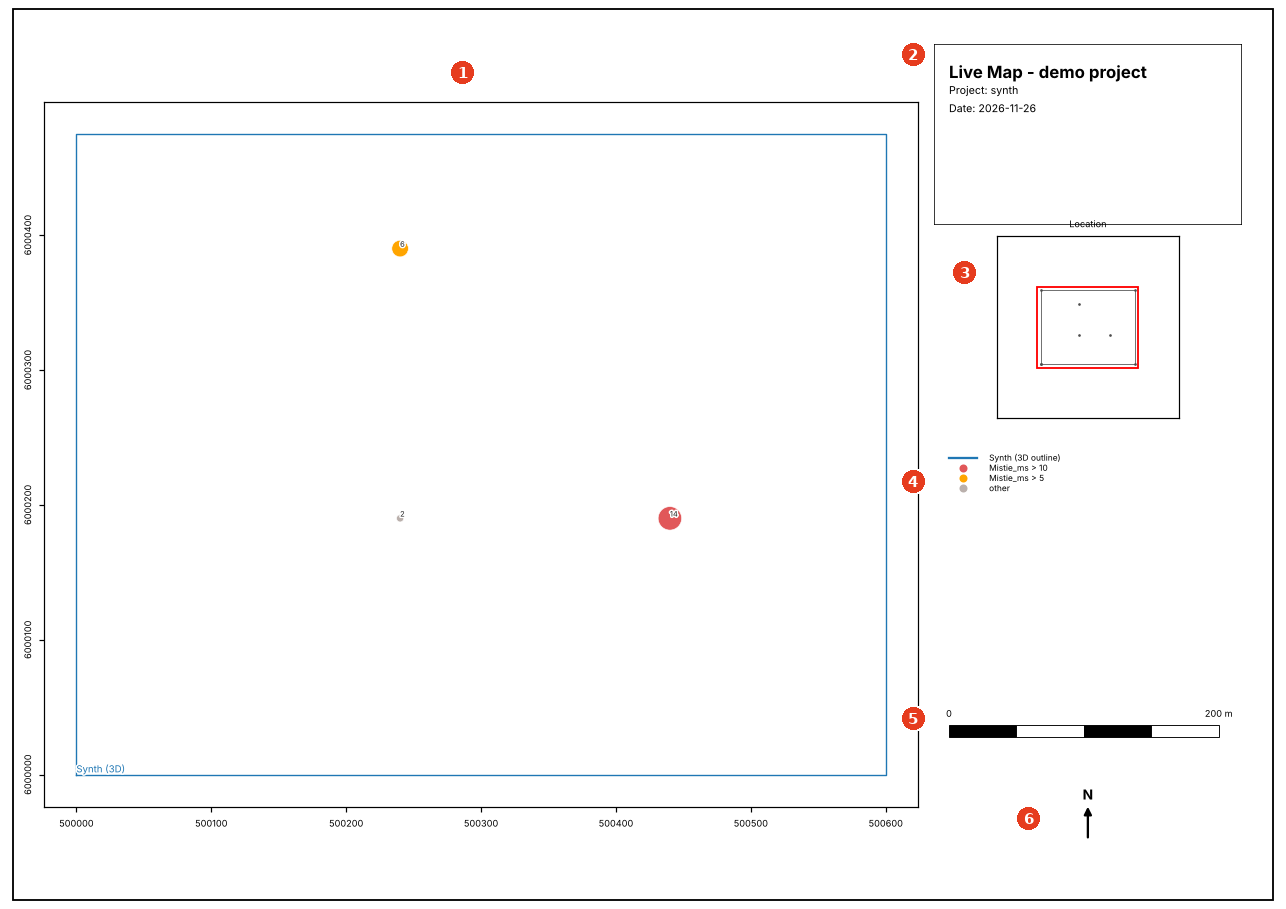 1
2
Live Map - demo project
Project: synth
Date: 2026-11-26
Location
3
6000400
6000300
6000200
6000100
6000000
6
2
14
Synth (3D)
500000
500100
500200
500300
500400
500500
500600
4
Synth (3D outline)
Mistie_ms > 10
Mistie_ms > 5
other
5
0
200 m
N
6